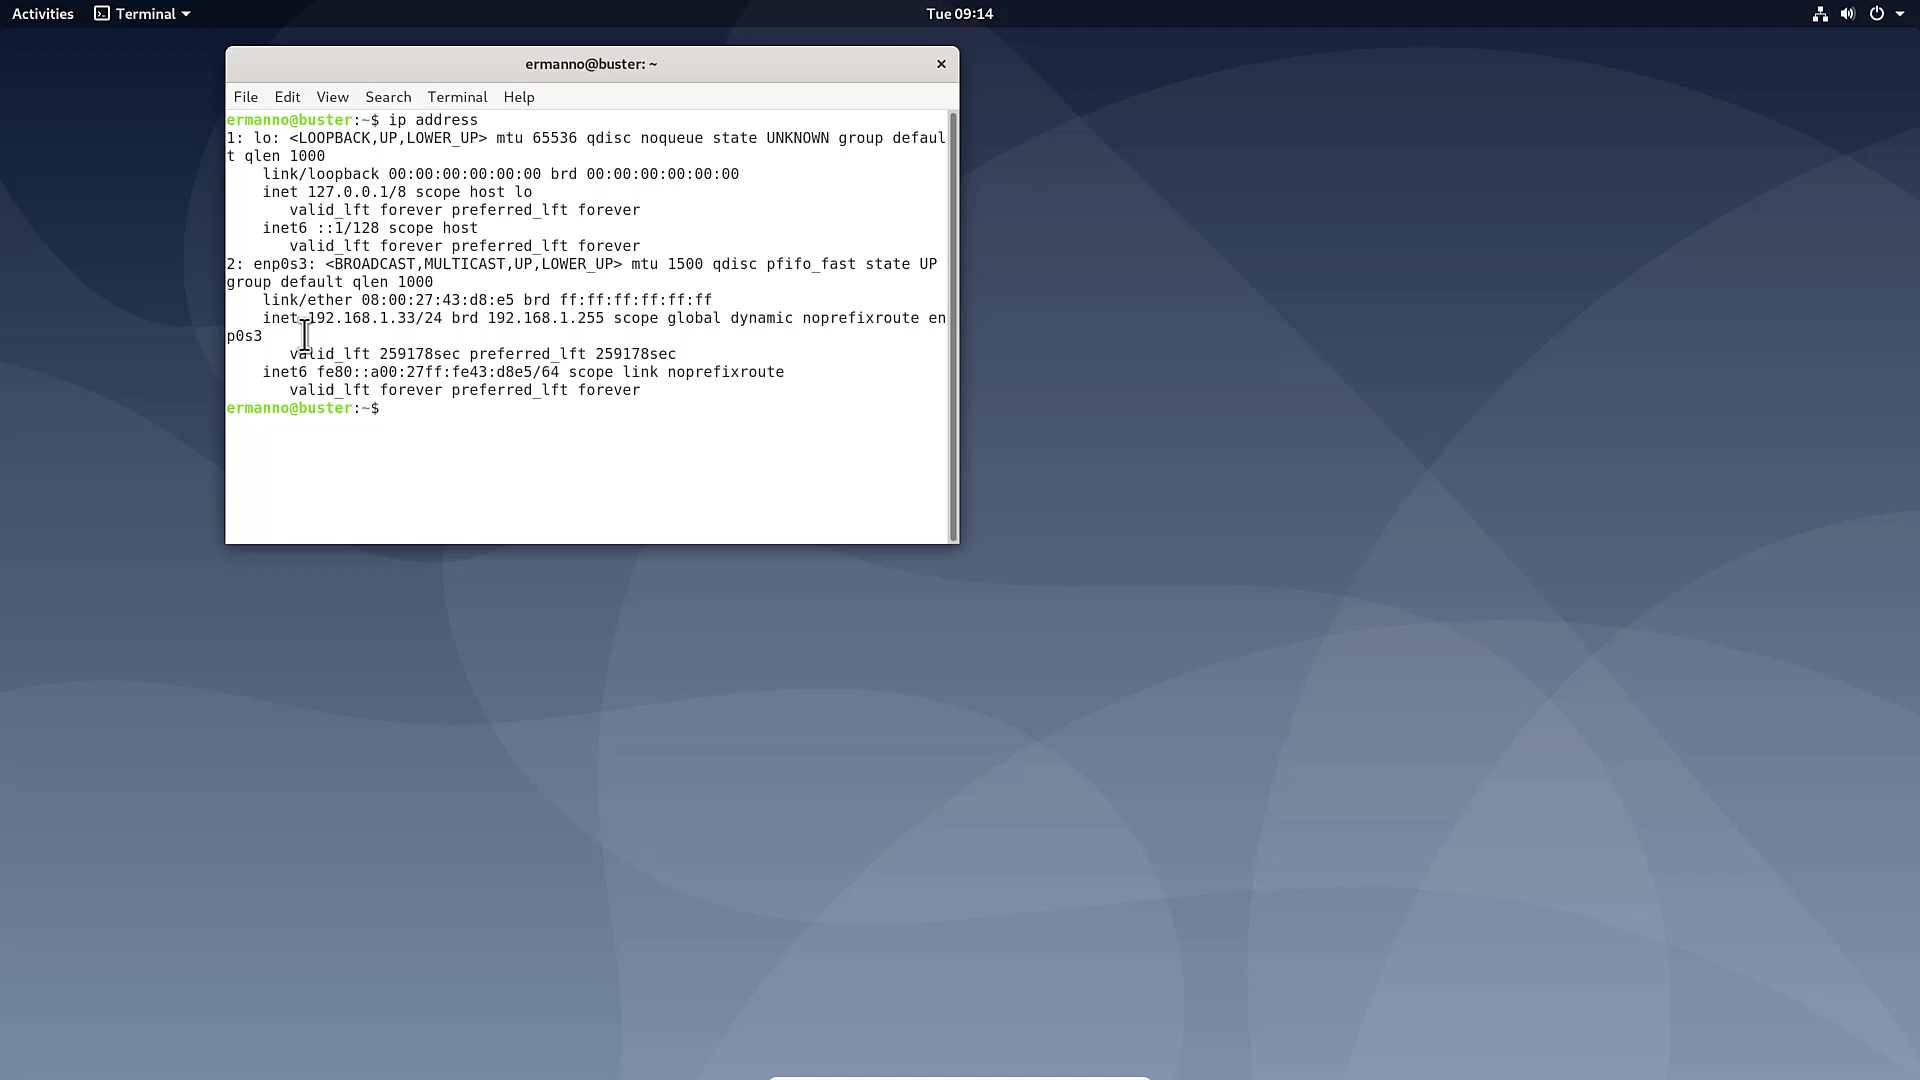 Activities Terminal Tue 09:14
ermanno@buster: ~
File Edit View Search Terminal Help
ermanno@buster:~$ ip address
1: lo: <LOOPBACK,UP,LOWER_UP> mtu 65536 qdisc noqueue state UNKNOWN group defaul
t qlen 1000
    link/loopback 00:00:00:00:00:00 brd 00:00:00:00:00:00
    inet 127.0.0.1/8 scope host lo
       valid_lft forever preferred_lft forever
    inet6 ::1/128 scope host
       valid_lft forever preferred_lft forever
2: enp0s3: <BROADCAST,MULTICAST,UP,LOWER_UP> mtu 1500 qdisc pfifo_fast state UP
group default qlen 1000
    link/ether 08:00:27:43:d8:e5 brd ff:ff:ff:ff:ff:ff
    inet 192.168.1.33/24 brd 192.168.1.255 scope global dynamic noprefixroute en
p0s3
       valid_lft 259178sec preferred_lft 259178sec
    inet6 fe80::a00:27ff:fe43:d8e5/64 scope link noprefixroute
       valid_lft forever preferred_lft forever
ermanno@buster:~$